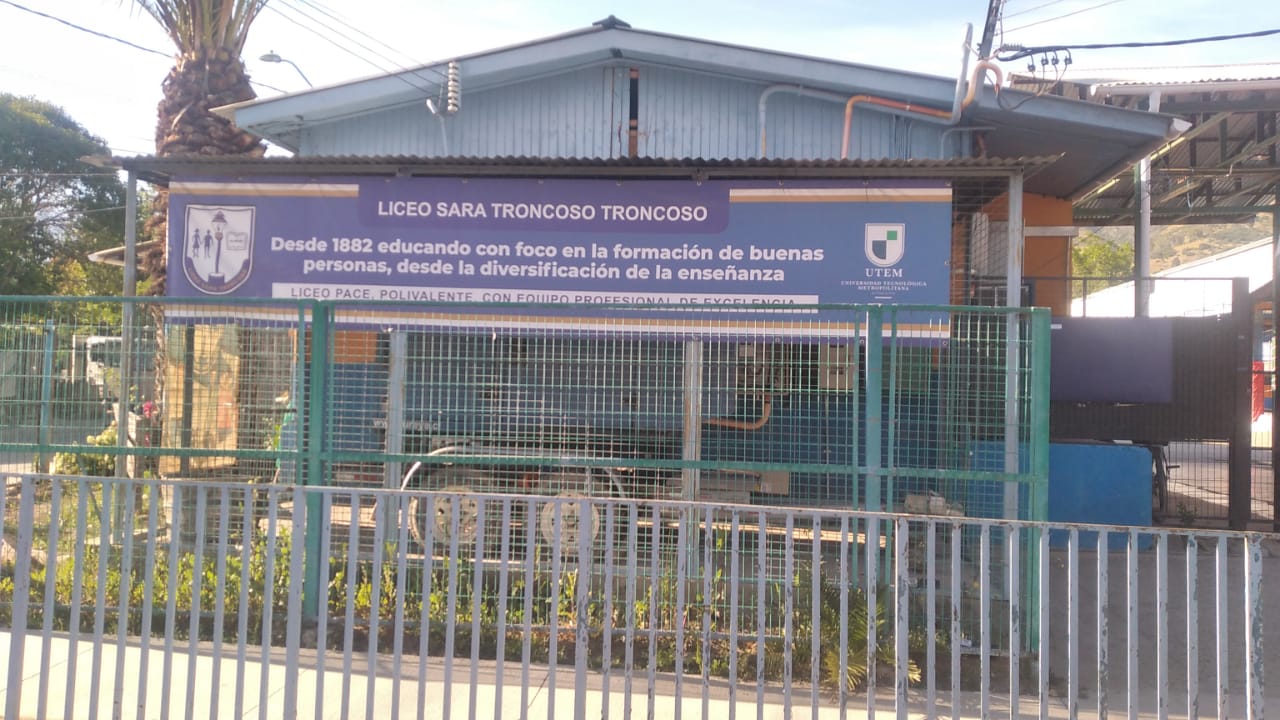 LICEO SARA TRONCOSO TRONCOSO
Desde 1882 educando con foco en la formación de buenas
personas, desde la diversificación de la enseñanza
LICEO PACE, POLIVALENTE, CON EQUIPO PROFESIONAL DE EXCELENCIA
UTEM
UNIVERSIDAD TECNOLÓGICA
METROPOLITANA